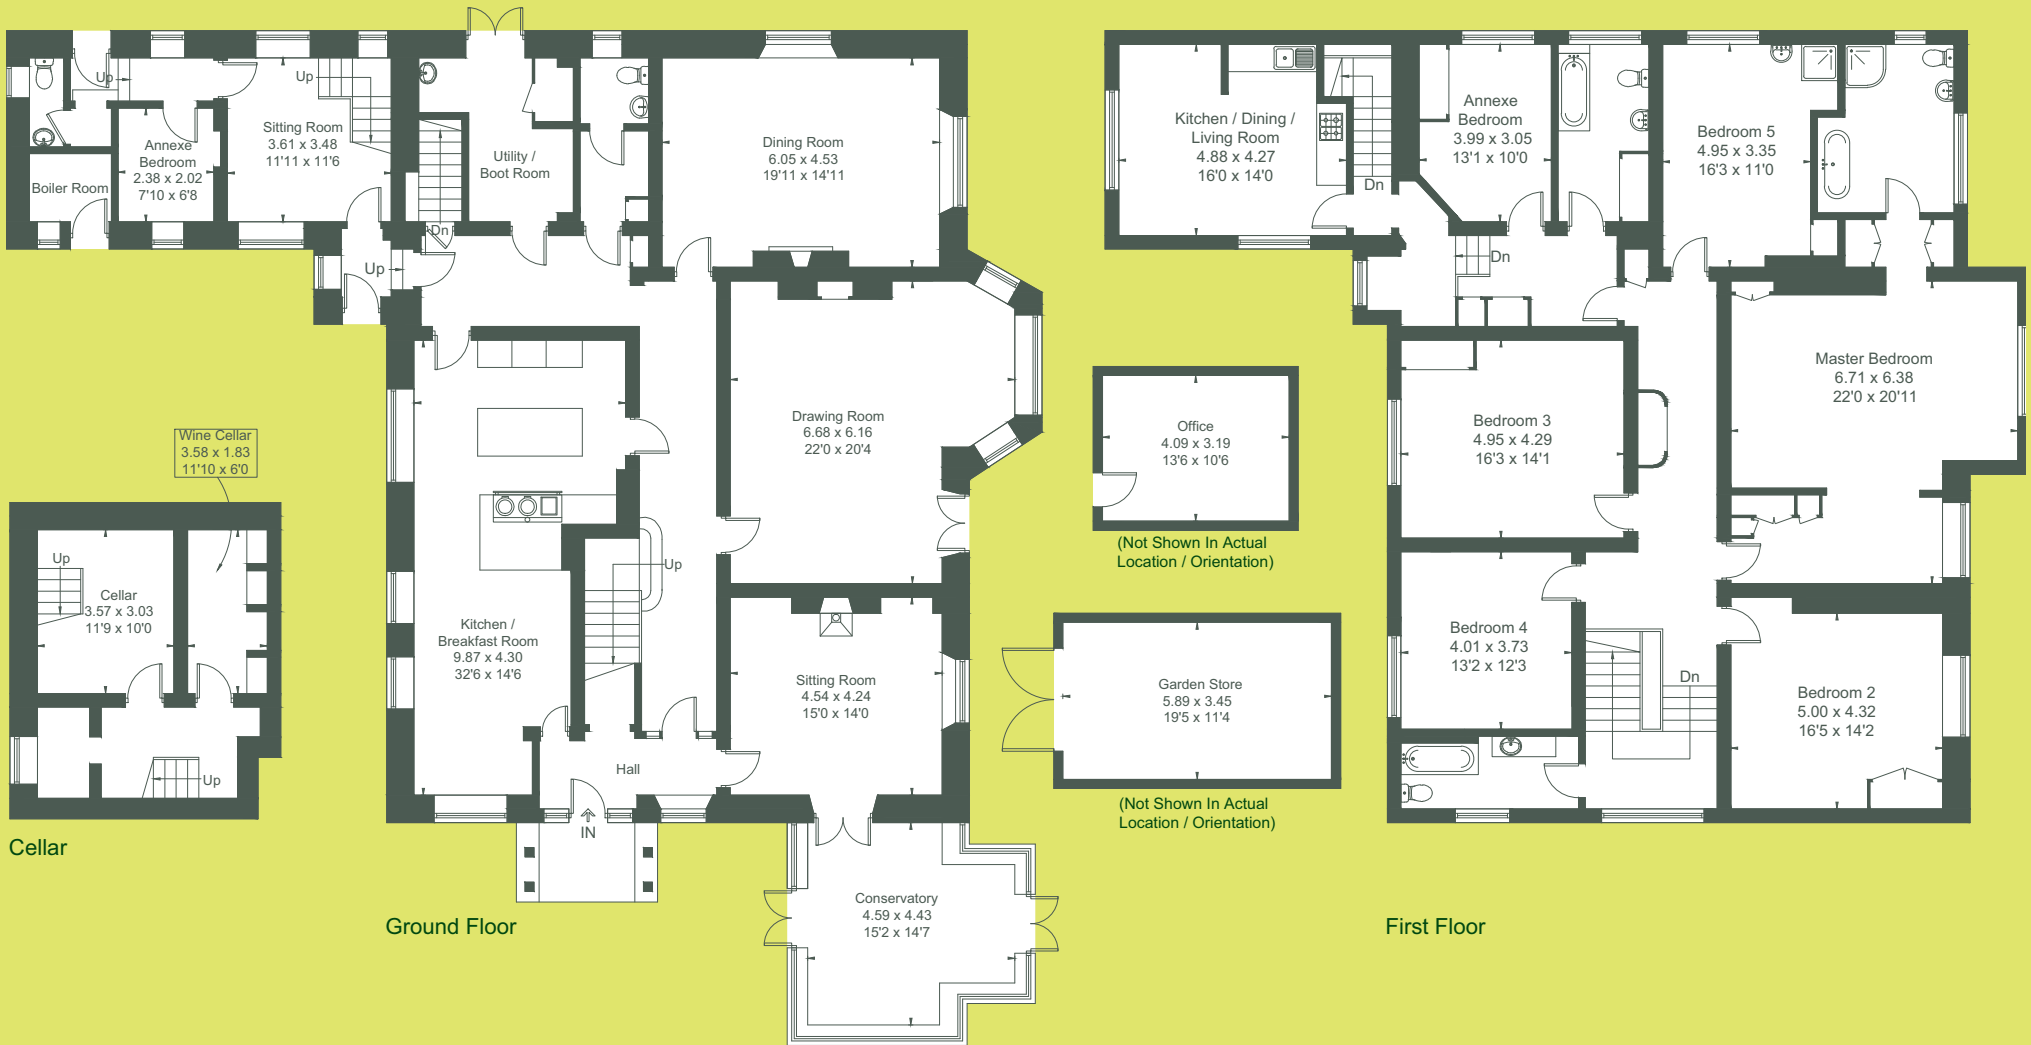 Up
Annexe
Bedroom
2.38 x 2.02
7'10 x 6'8
Boiler Room
Up
Sitting Room
3.61 x 3.48
11'11 x 11'6
Up
Utility /
Boot Room
Dn
Dining Room
6.05 x 4.53
19'11 x 14'11
Drawing Room
6.68 x 6.16
22'0 x 20'4
Kitchen /
Breakfast Room
9.87 x 4.30
32'6 x 14'6
Up
Sitting Room
4.54 x 4.24
15'0 x 14'0
Hall
IN
Conservatory
4.59 x 4.43
15'2 x 14'7
Ground Floor
Wine Cellar
3.58 x 1.83
11'10 x 6'0
Up
Cellar
3.57 x 3.03
11'9 x 10'0
Up
Cellar
Office
4.09 x 3.19
13'6 x 10'6
(Not Shown In Actual
Location / Orientation)
Garden Store
5.89 x 3.45
19'5 x 11'4
(Not Shown In Actual
Location / Orientation)
Kitchen / Dining /
Living Room
4.88 x 4.27
16'0 x 14'0
Dn
Annexe
Bedroom
3.99 x 3.05
13'1 x 10'0
Dn
Bedroom 5
4.95 x 3.35
16'3 x 11'0
Master Bedroom
6.71 x 6.38
22'0 x 20'11
Bedroom 3
4.95 x 4.29
16'3 x 14'1
Bedroom 4
4.01 x 3.73
13'2 x 12'3
Dn
Bedroom 2
5.00 x 4.32
16'5 x 14'2
First Floor